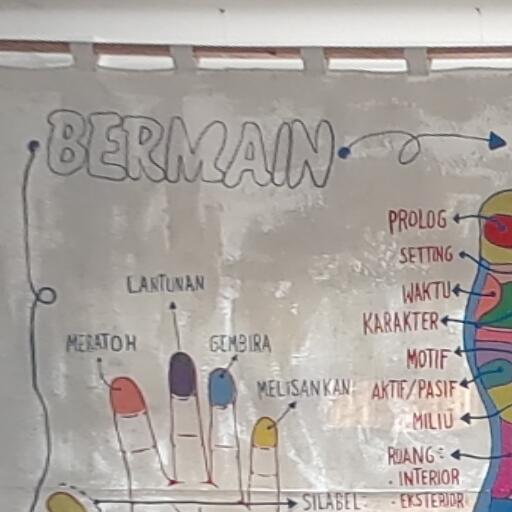 BERMAIN
PROLOG
SETTING
WAKTU
KARAKTER
MOTIF
AKTIF/PASIF
MILIU
RUANG:
· INTERIOR
· EKSTERIOR
LANTUNAN
MERATOH
GEMBIRA
MELISANKAN
SILABEL: